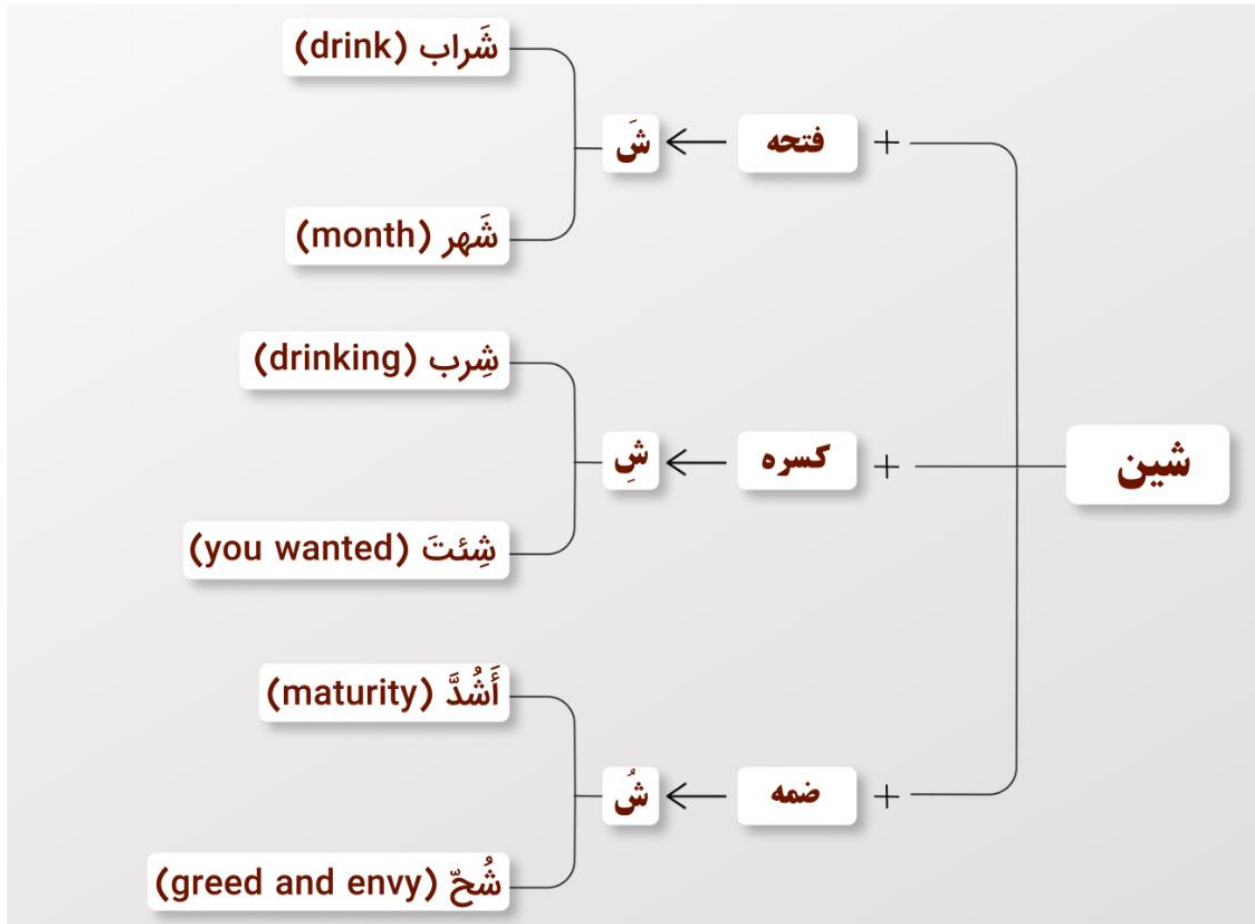 شین
+ فتحه ← شَ
شَراب (drink)
شَهر (month)
+ کسره ← شِ
شِرب (drinking)
شِئتَ (you wanted)
+ ضمه ← شُ
أَشُدَّ (maturity)
شُحّ (greed and envy)